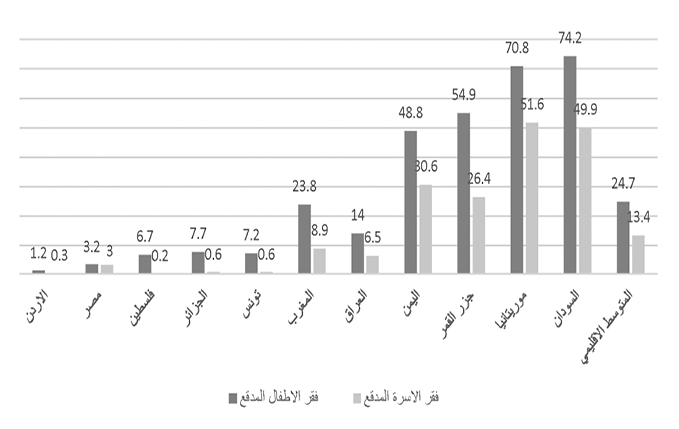 74.2
70.8
54.9
51.6
49.9
48.8
30.6
26.4
23.8
24.7
14
13.4
8.9
6.5
7.7
7.2
6.7
3.2
3
1.2
0.3
0.2
0.6
0.6
الاردن
مصر
فلسطين
الجزائر
تونس
المغرب
العراق
اليمن
جزر القمر
موريتانيا
السودان
المتوسط الاقليمي
فقر الاطفال المدقع
فقر الاسرة المدقع